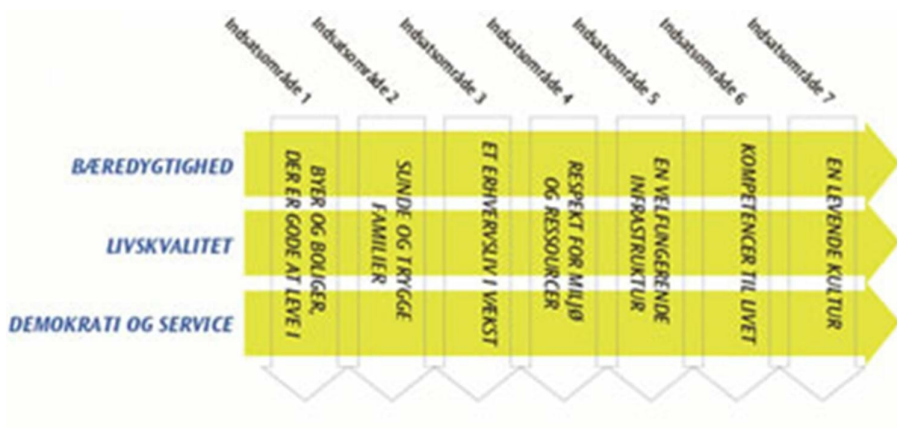 Indsatsområde 1
Indsatsområde 2
Indsatsområde 3
Indsatsområde 4
Indsatsområde 5
Indsatsområde 6
Indsatsområde 7
BÆREDYGTIGHED
LIVSKVALITET
DEMOKRATI OG SERVICE
BYER OG BOLIGER,
DER ER GODE AT LEVE I
SUNDE OG TRYGGE
FAMILIER
ET ERHVERVSLIV I VÆKST
RESPEKT FOR MILJØ
OG RESSOURCER
EN VELFUNGERENDE
INFRASTRUKTUR
KOMPETENCER TIL LIVET
EN LEVENDE KULTUR